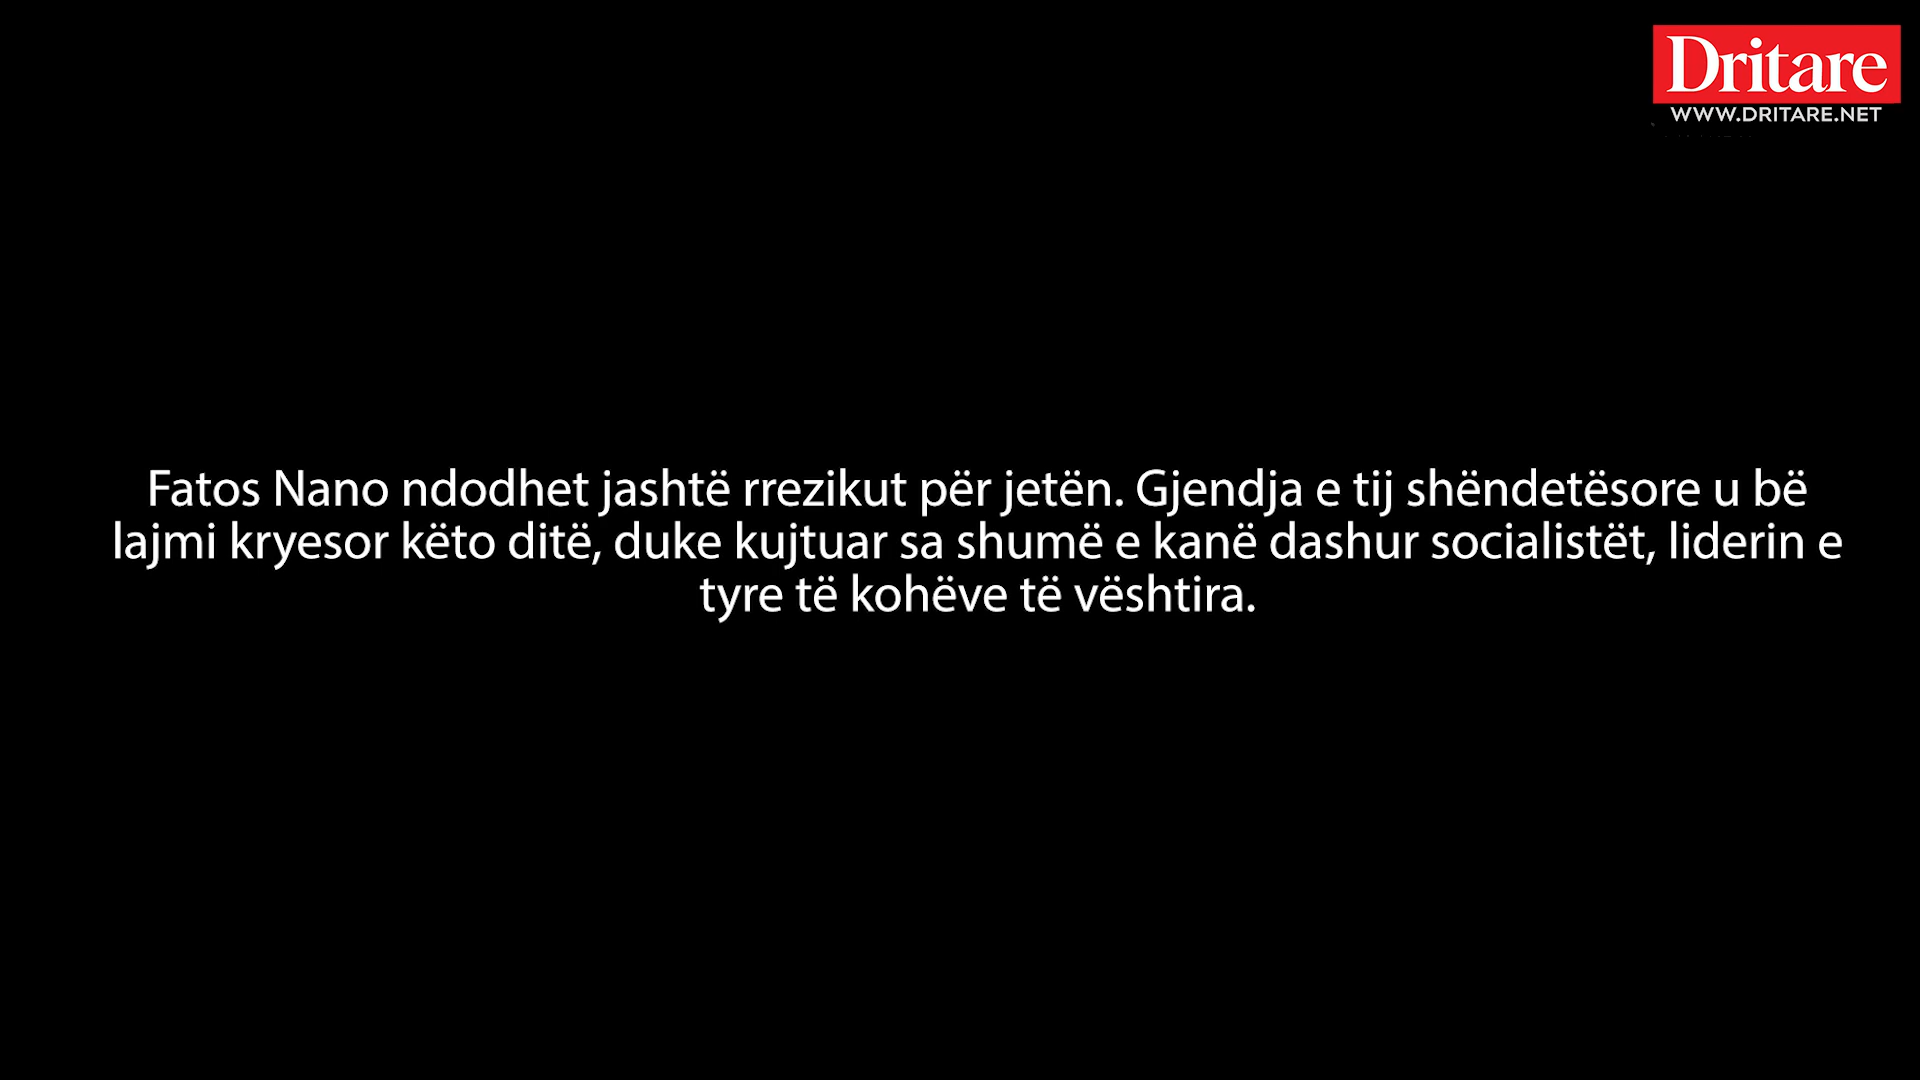 Dritare
WWW.DRITARE.NET
Fatos Nano ndodhet jashtë rrezikut për jetën. Gjendja e tij shëndetësore u bë
lajmi kryesor këto ditë, duke kujtuar sa shumë e kanë dashur socialistët, liderin e
tyre të kohëve të vështira.